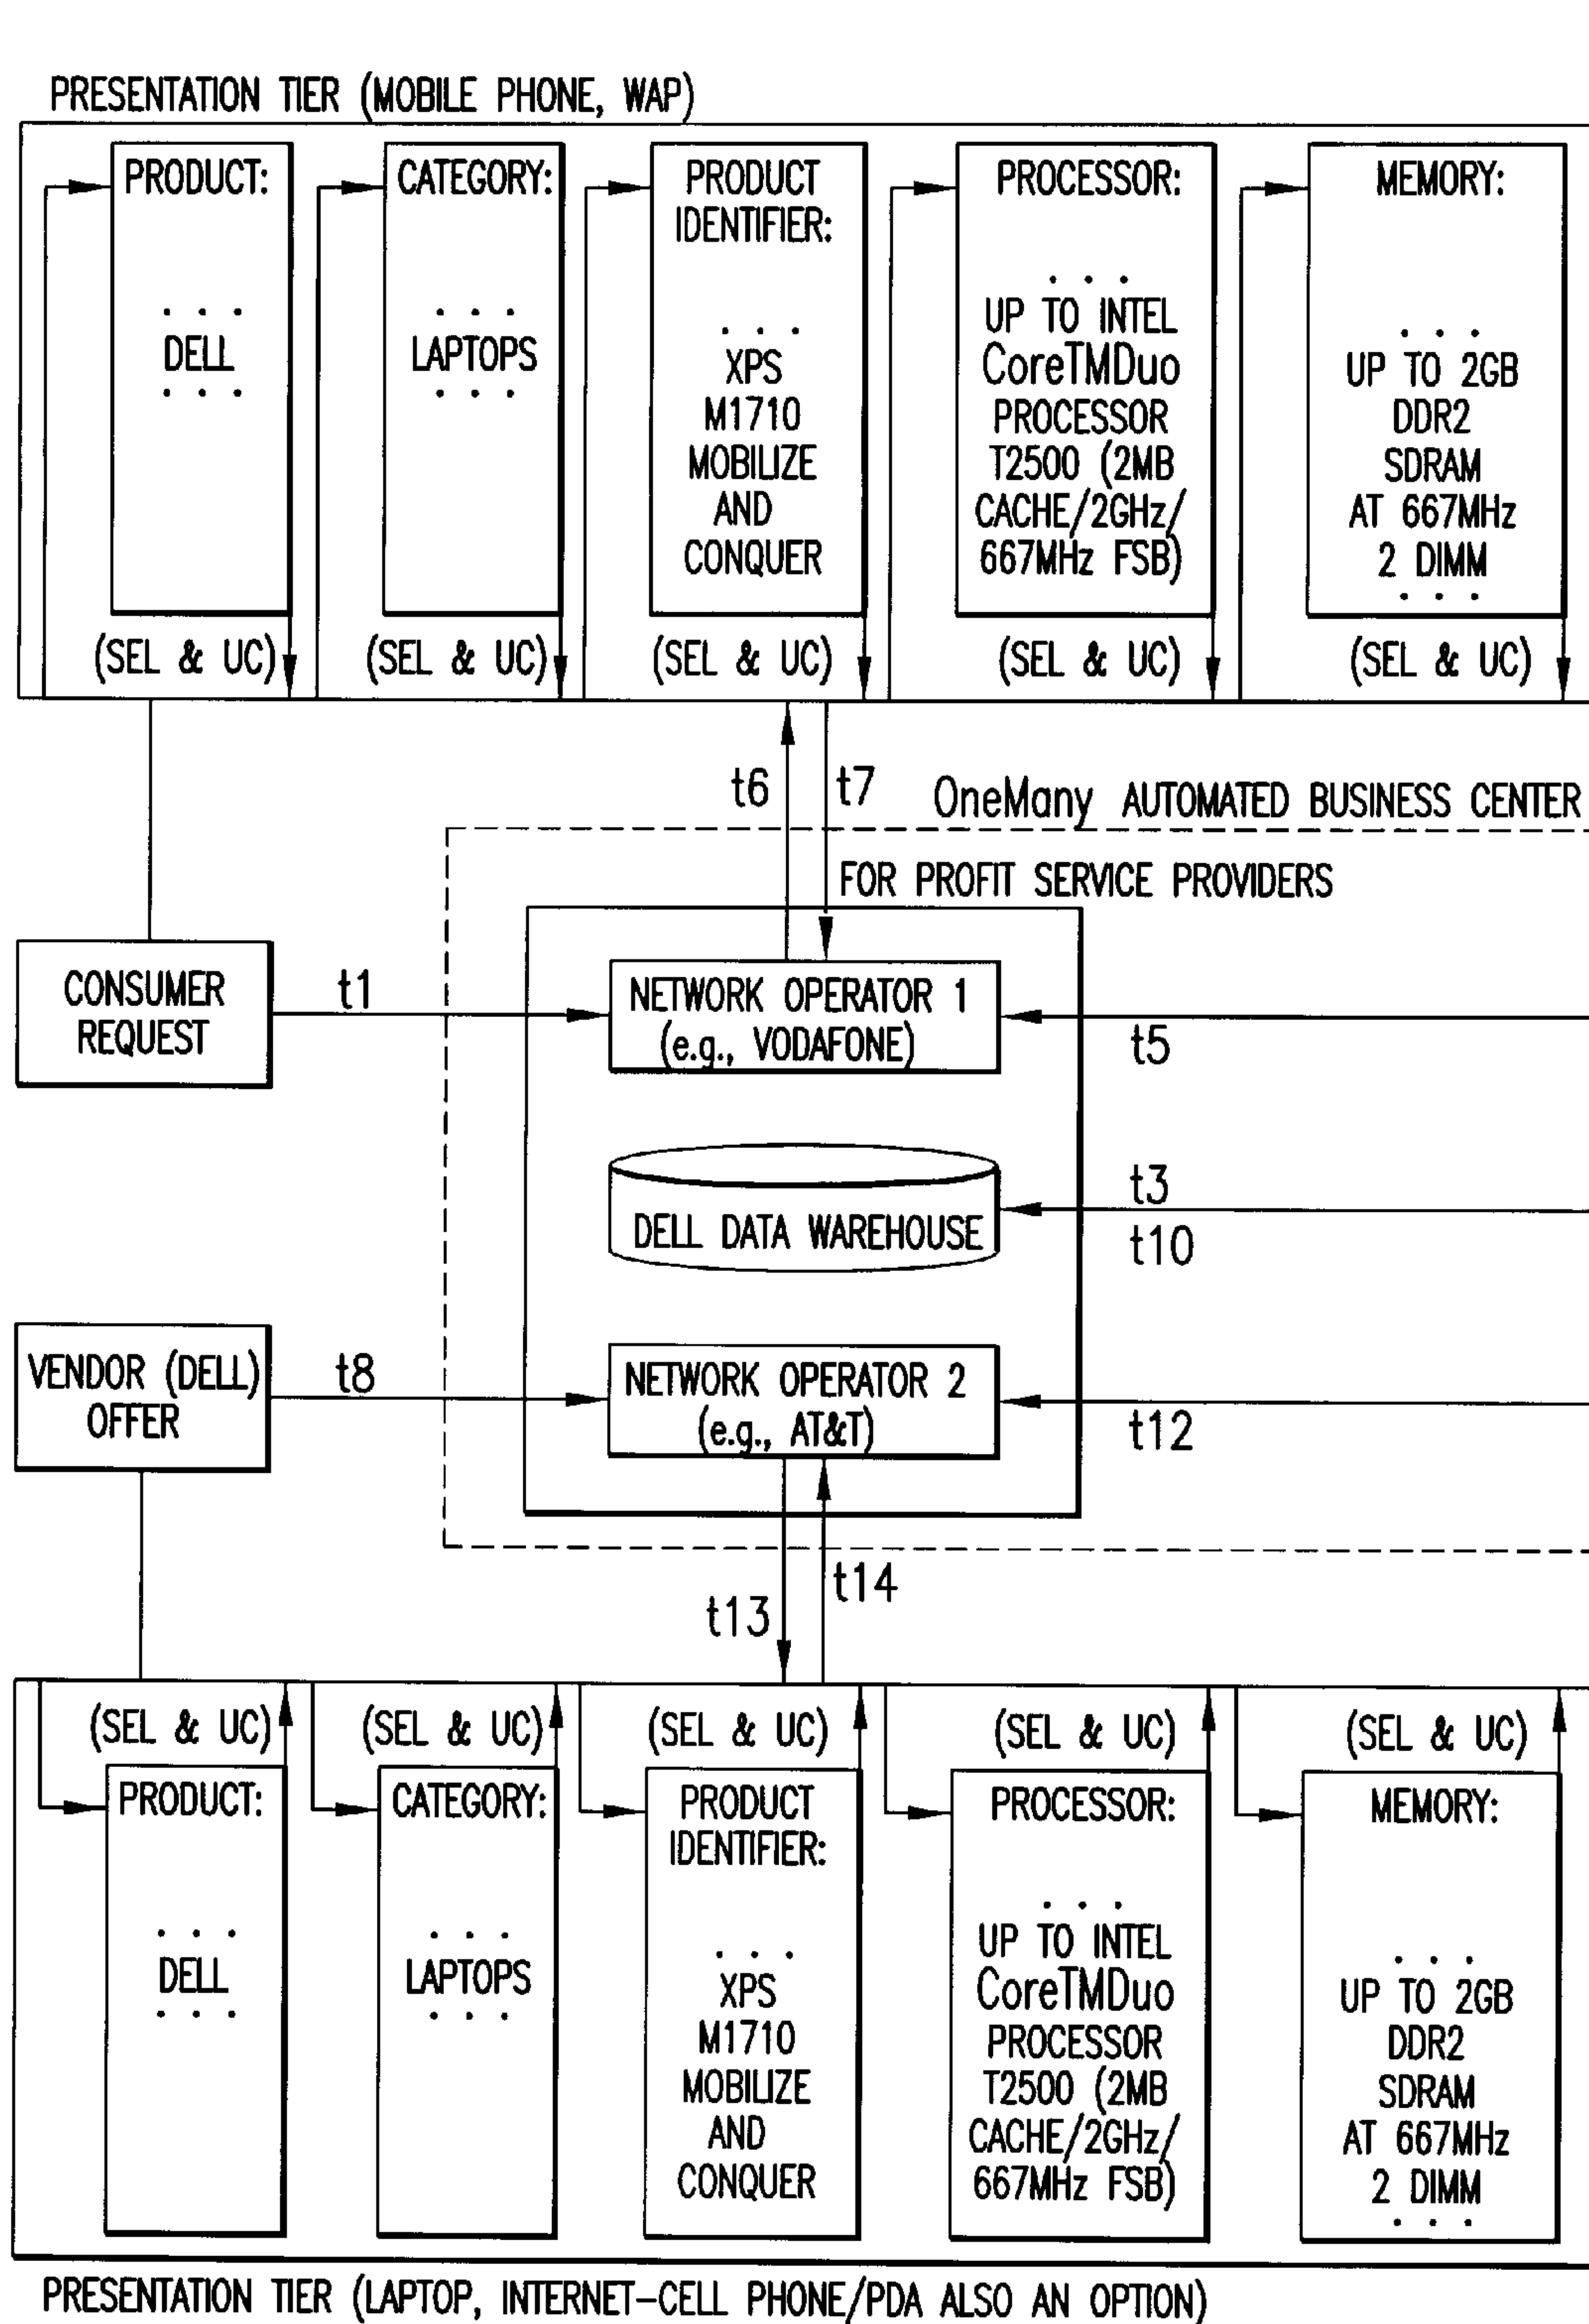 PRESENTATION TIER (MOBILE PHONE, WAP)
PRODUCT:
. . .
DELL
. . .
(SEL & UC)
CATEGORY:
. . .
LAPTOPS
. . .
(SEL & UC)
PRODUCT
IDENTIFIER:
. . .
XPS
M1710
MOBILIZE
AND
CONQUER
(SEL & UC)
PROCESSOR:
. . .
UP TO INTEL
CoreTMDuo
PROCESSOR
T2500 (2MB
CACHE/2GHz/
667MHz FSB)
(SEL & UC)
MEMORY:
. . .
UP TO 2GB
DDR2
SDRAM
AT 667MHz
2 DIMM
. . .
(SEL & UC)
t6
t7
OneMany AUTOMATED BUSINESS CENTER
FOR PROFIT SERVICE PROVIDERS
CONSUMER
REQUEST
t1
NETWORK OPERATOR 1
(e.g., VODAFONE)
t5
DELL DATA WAREHOUSE
t3
t10
VENDOR (DELL)
OFFER
t8
NETWORK OPERATOR 2
(e.g., AT&T)
t12
t13
t14
(SEL & UC)
PRODUCT:
. . .
DELL
. . .
(SEL & UC)
CATEGORY:
. . .
LAPTOPS
. . .
(SEL & UC)
PRODUCT
IDENTIFIER:
. . .
XPS
M1710
MOBILIZE
AND
CONQUER
(SEL & UC)
PROCESSOR:
. . .
UP TO INTEL
CoreTMDuo
PROCESSOR
T2500 (2MB
CACHE/2GHz/
667MHz FSB)
(SEL & UC)
MEMORY:
. . .
UP TO 2GB
DDR2
SDRAM
AT 667MHz
2 DIMM
. . .
PRESENTATION TIER (LAPTOP, INTERNET-CELL PHONE/PDA ALSO AN OPTION)